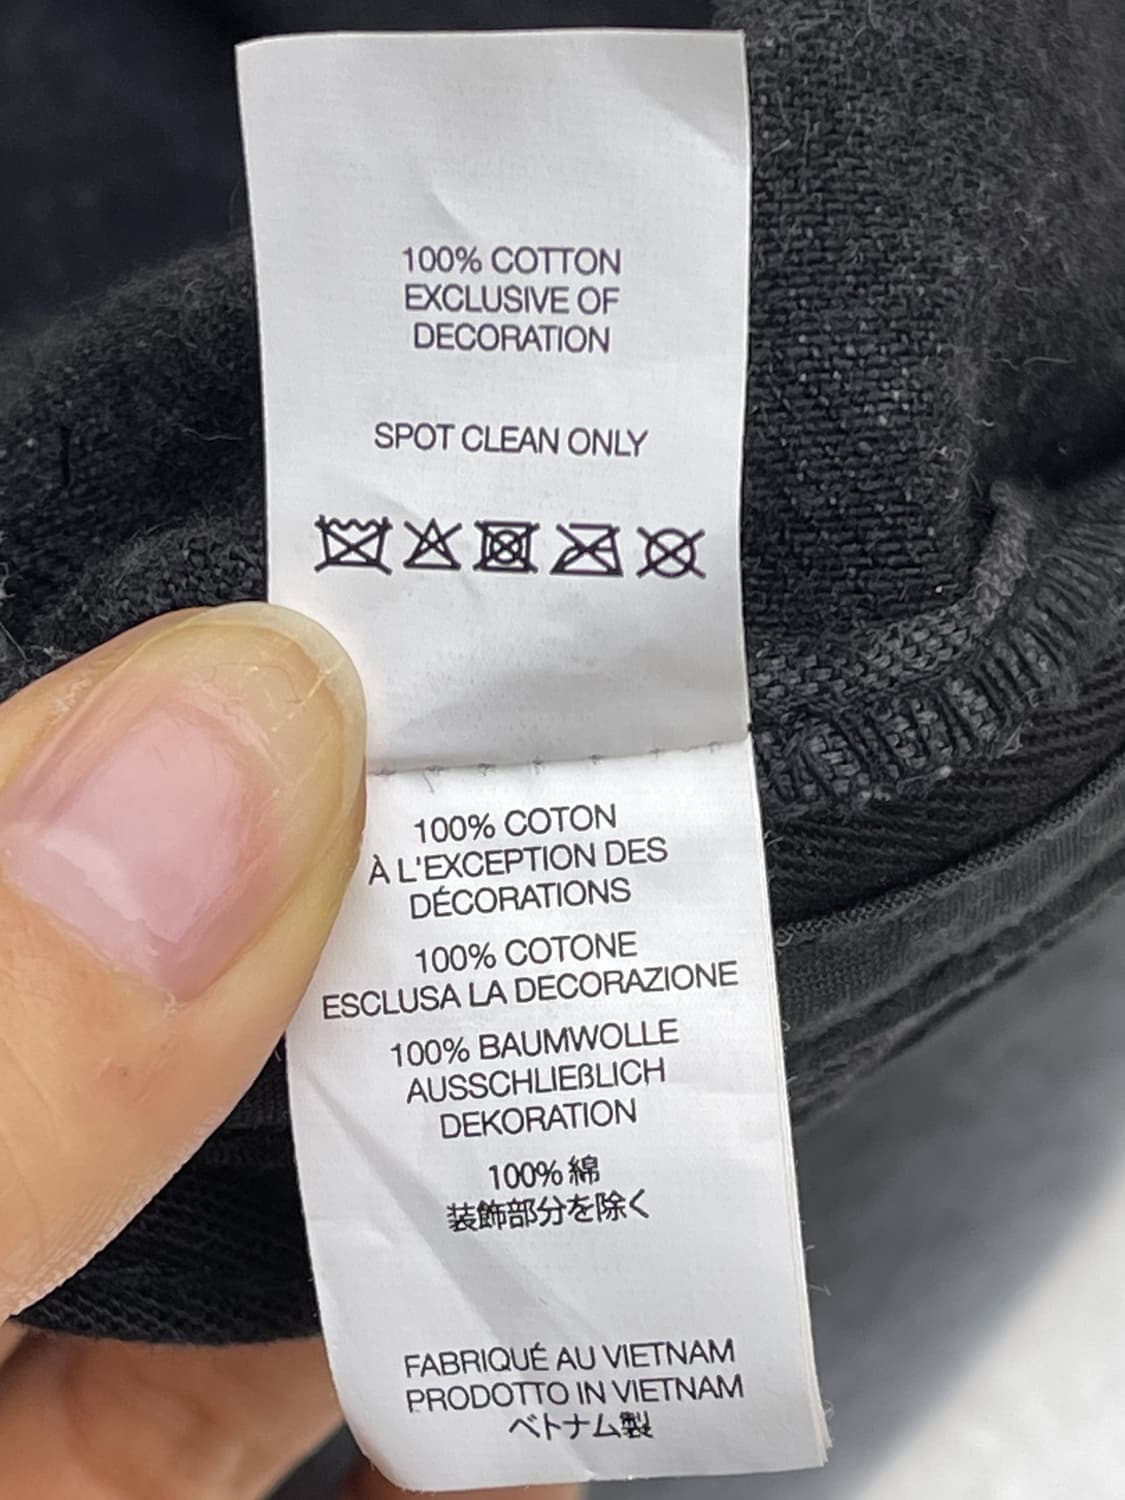 100% COTTON
EXCLUSIVE OF
DECORATION
SPOT CLEAN ONLY
100% COTON
À L'EXCEPTION DES
DÉCORATIONS
100% COTONE
ESCLUSA LA DECORAZIONE
100% BAUMWOLLE
AUSSCHLIEßLICH
DEKORATION
100% 綿
装飾部分を除く
FABRIQUÉ AU VIETNAM
PRODOTTO IN VIETNAM
ベトナム製